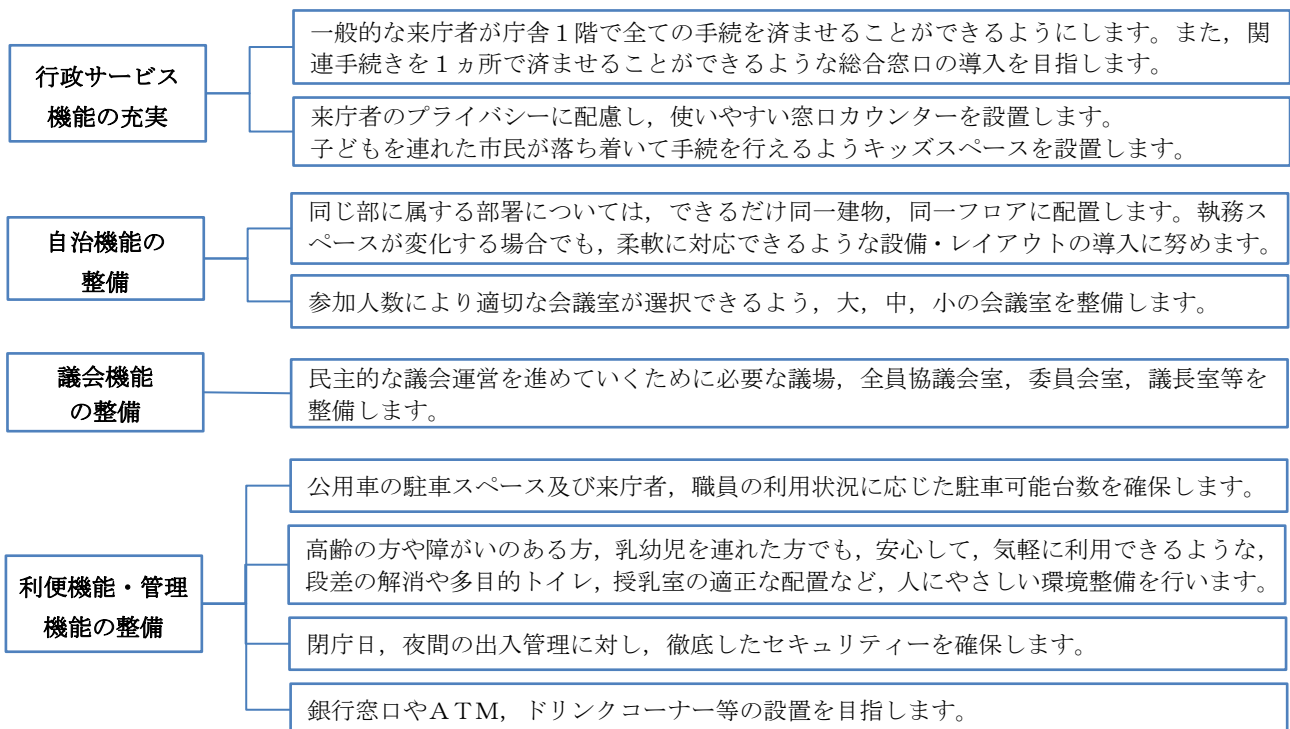 行政サービス
機能の充実
一般的な来庁者が庁舎１階で全ての手続を済ませることができるようにします。また，関
連手続きを１ヵ所で済ませることができるような総合窓口の導入を目指します。
来庁者のプライバシーに配慮し，使いやすい窓口カウンターを設置します。
子どもを連れた市民が落ち着いて手続を行えるようキッズスペースを設置します。
自治機能の
整備
同じ部に属する部署については，できるだけ同一建物，同一フロアに配置します。執務ス
ペースが変化する場合でも，柔軟に対応できるような設備・レイアウトの導入に努めます。
参加人数により適切な会議室が選択できるよう，大，中，小の会議室を整備します。
議会機能
の整備
民主的な議会運営を進めていくために必要な議場，全員協議会室，委員会室，議長室等を
整備します。
利便機能・管理
機能の整備
公用車の駐車スペース及び来庁者，職員の利用状況に応じた駐車可能台数を確保します。
高齢の方や障がいのある方，乳幼児を連れた方でも，安心して，気軽に利用できるような，
段差の解消や多目的トイレ，授乳室の適正な配置など，人にやさしい環境整備を行います。
閉庁日，夜間の出入管理に対し，徹底したセキュリティーを確保します。
銀行窓口やＡＴＭ，ドリンクコーナー等の設置を目指します。